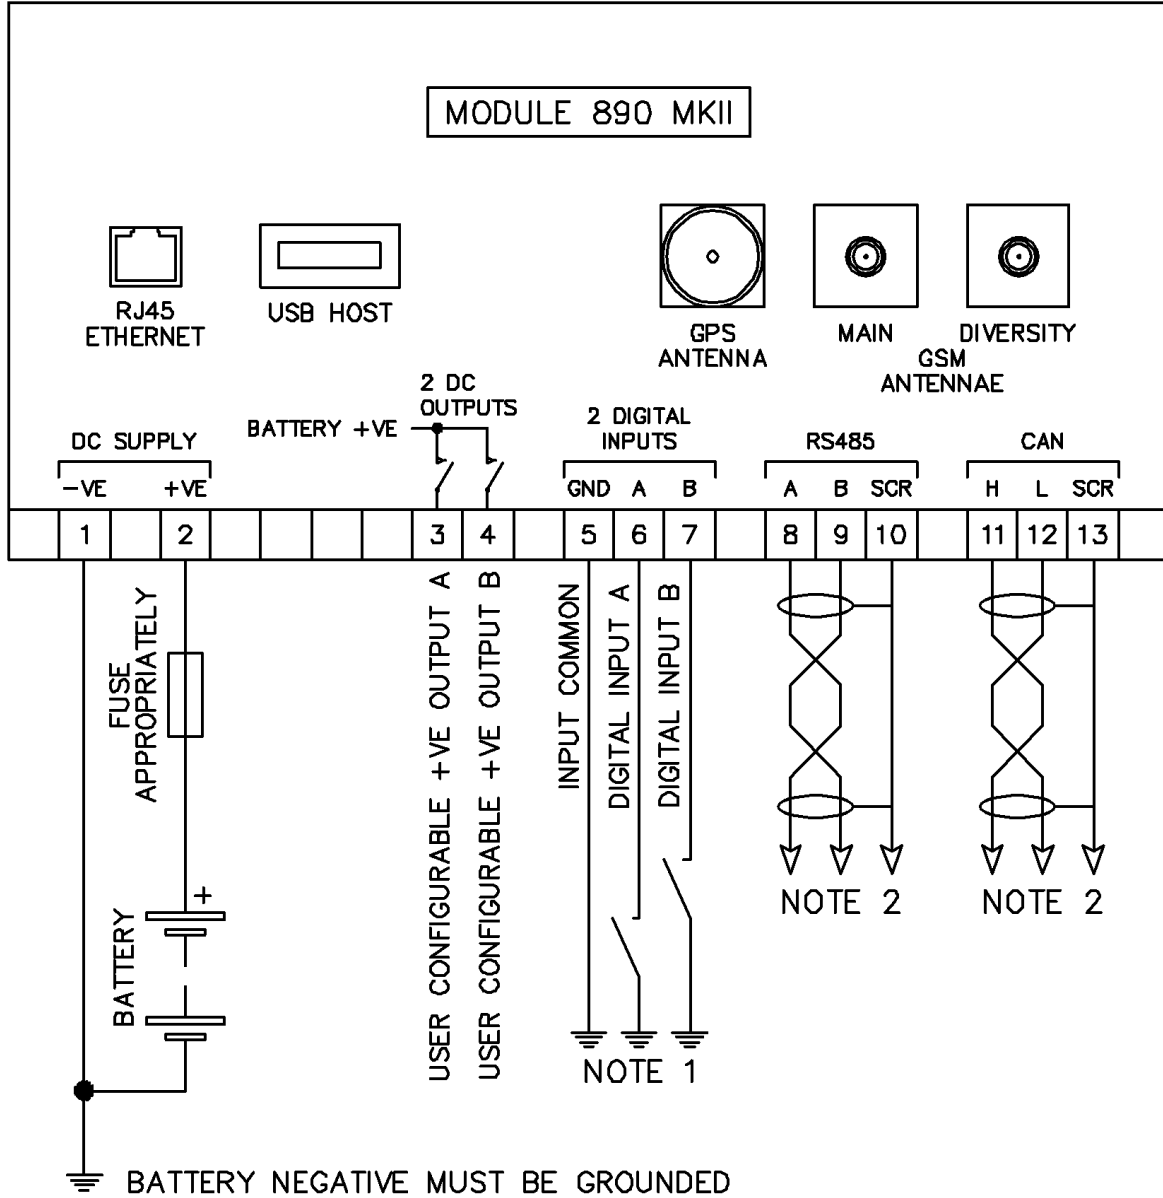 MODULE 890 MKII
RJ45
ETHERNET
USB HOST
GPS
ANTENNA
MAIN
DIVERSITY
GSM
ANTENNAE
2 DC
OUTPUTS
BATTERY +VE
2 DIGITAL
INPUTS
DC SUPPLY
RS485
CAN
-VE +VE
GND A B
A B SCR
H L SCR
1 2 3 4 5 6 7 8 9 10 11 12 13
FUSE
APPROPRIATELY
BATTERY
+
USER CONFIGURABLE +VE OUTPUT A
USER CONFIGURABLE +VE OUTPUT B
INPUT COMMON
DIGITAL INPUT A
DIGITAL INPUT B
NOTE 2
NOTE 2
NOTE 1
BATTERY NEGATIVE MUST BE GROUNDED